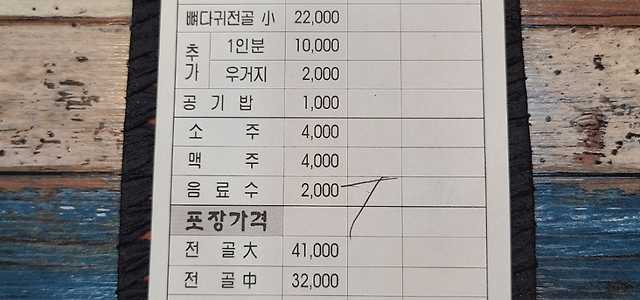 뼈다귀전골 小 22,000
추가 1인분 10,000
우거지 2,000
공기밥 1,000
소주 4,000
맥주 4,000
음료수 2,000
포장가격
전골大 41,000
전골中 32,000